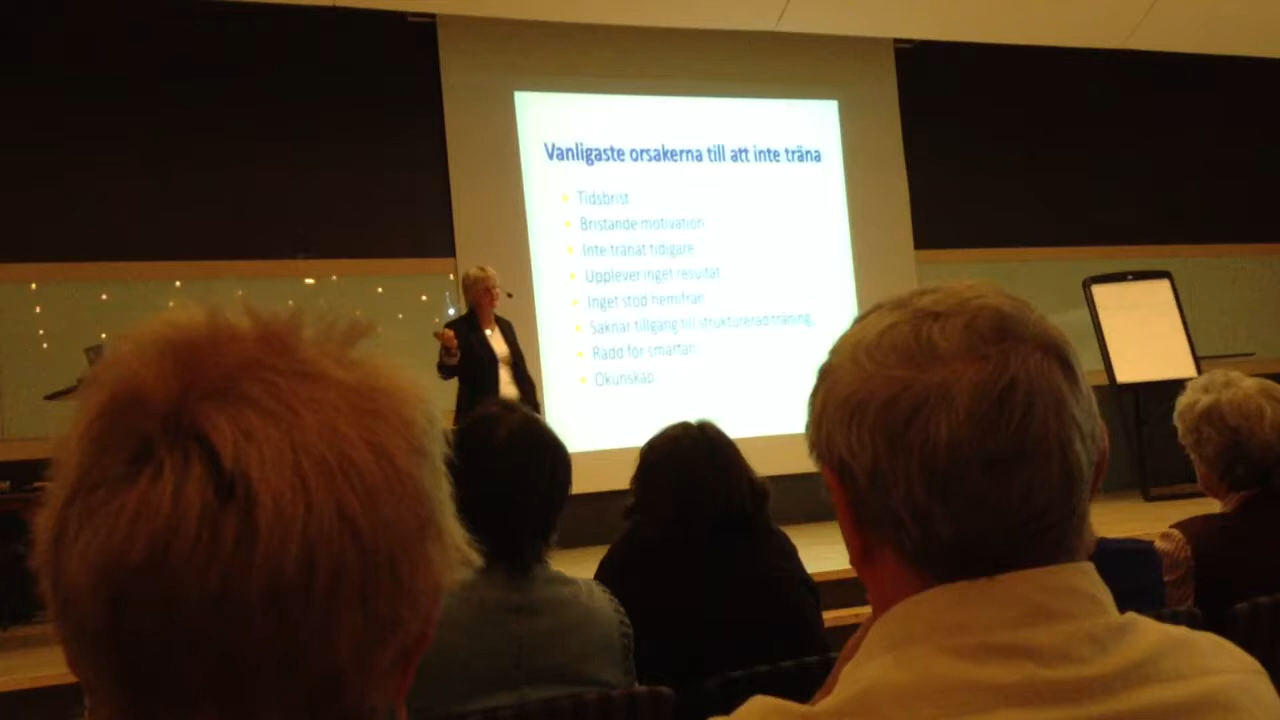 Vanligaste orsakerna till att inte träna
Tidsbrist
Bristande motivation
Inte tränat tidigare
Upplever inget resultat
Inget stöd hemifrån
Saknar tillgång till strukturerad träning
Rädd för smärtan
Okunskap